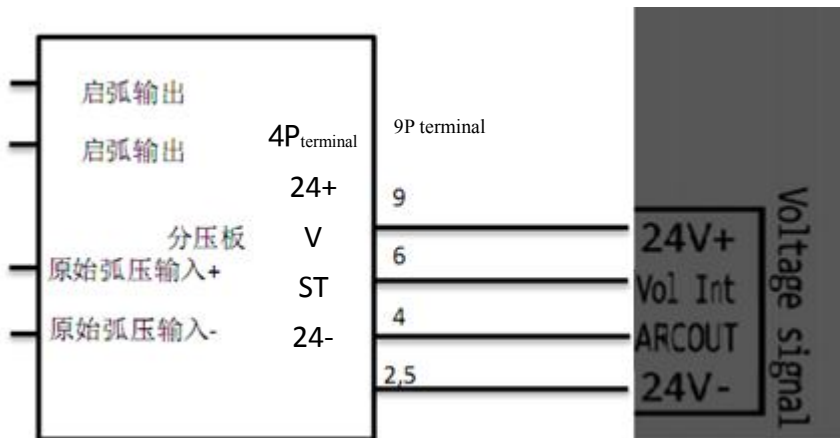 启弧输出
启弧输出
4P terminal
9P terminal
24+
9
分压板
V
24V+
原始弧压输入+
6
ST
Vol Int
原始弧压输入-
4
24-
ARCOUT
2,5
24V-
Voltage signal